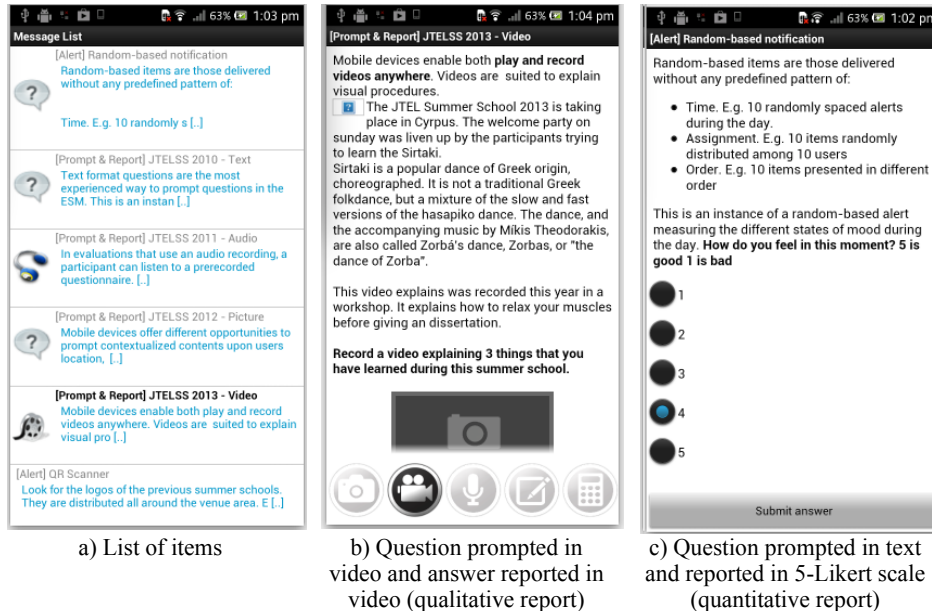 63% 1:03 pm
Message List
[Alert] Random-based notification
Random-based items are those delivered
without any predefined pattern of:
Time. E.g. 10 randomly s [..]
[Prompt & Report] JTELSS 2010 - Text
Text format questions are the most
experienced way to prompt questions in the
ESM. This is an instan [..]
[Prompt & Report] JTELSS 2011 - Audio
In evaluations that use an audio recording, a
participant can listen to a prerecorded
questionnaire. [..]
[Prompt & Report] JTELSS 2012 - Picture
Mobile devices offer different opportunities to
prompt contextualized contents upon users
location, [..]
[Prompt & Report] JTELSS 2013 - Video
Mobile devices enable both play and record
videos anywhere. Videos are suited to explain
visual pro [..]
[Alert] QR Scanner
Look for the logos of the previous summer schools.
They are distributed all around the venue area. E [..]
a) List of items
63% 1:04 pm
[Prompt & Report] JTELSS 2013 - Video
Mobile devices enable both play and record
videos anywhere. Videos are suited to explain
visual procedures.
The JTEL Summer School 2013 is taking
place in Cyrpus. The welcome party on
sunday was liven up by the participants trying
to learn the Sirtaki.
Sirtaki is a popular dance of Greek origin,
choreographed. It is not a traditional Greek
folkdance, but a mixture of the slow and fast
versions of the hasapiko dance. The dance, and
the accompanying music by Míkis Theodorakis,
are also called Zorbá's dance, Zorbas, or "the
dance of Zorba".
This video explains was recorded this year in a
workshop. It explains how to relax your muscles
before giving an dissertation.
Record a video explaining 3 things that you
have learned during this summer school.
b) Question prompted in
video and answer reported in
video (qualitative report)
63% 1:02 pm
[Alert] Random-based notification
Random-based items are those delivered
without any predefined pattern of:
• Time. E.g. 10 randomly spaced alerts
during the day.
• Assignment. E.g. 10 items randomly
distributed among 10 users
• Order. E.g. 10 items presented in different
order
This is an instance of a random-based alert
measuring the different states of mood during
the day. How do you feel in this moment? 5 is
good 1 is bad
1
2
3
4
5
Submit answer
c) Question prompted in text
and reported in 5-Likert scale
(quantitative report)